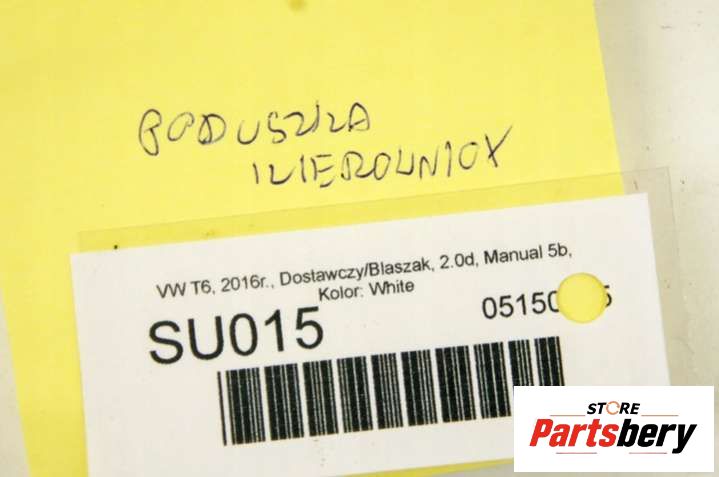 PODUSZKA
KIEROWNICY
VW T6, 2016r., Dostawczy/Blaszak, 2.0d, Manual 5b,
Kolor: White
SU015
STORE
Partsbery